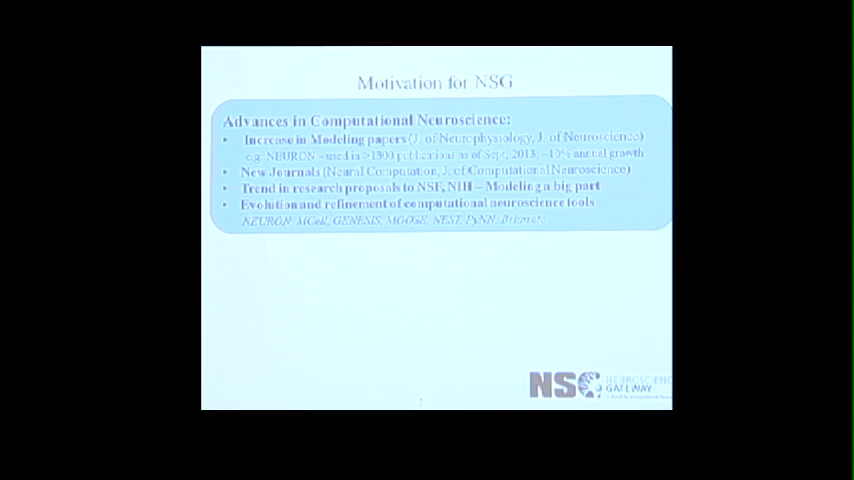 Motivation for NSG
Advances in Computational Neuroscience:
• Increase in Modeling papers (J. of Neurophysiology, J. of Neuroscience)
e.g. NEURON – used in >1300 publications as of Sept, 2013, ~10% annual growth
• New Journals (Neural Computation, J. of Computational Neuroscience)
• Trend in research proposals to NSF, NIH – Modeling a big part
• Evolution and refinement of computational neuroscience tools
NEURON, MCell, GENESIS, MOOSE, NEST, PyNN, Brian etc
NSG
NEUROSCIENC
GATEWAY